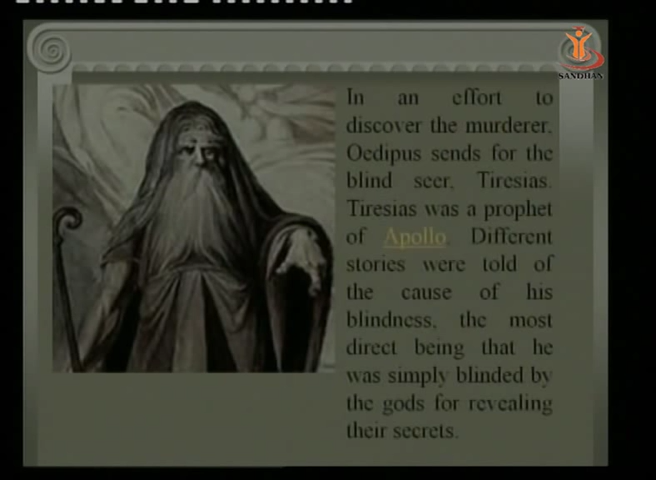 SANDHAN
In an effort to
discover the murderer,
Oedipus sends for the
blind seer, Tiresias.
Tiresias was a prophet
of Apollo. Different
stories were told of
the cause of his
blindness, the most
direct being that he
was simply blinded by
the gods for revealing
their secrets.